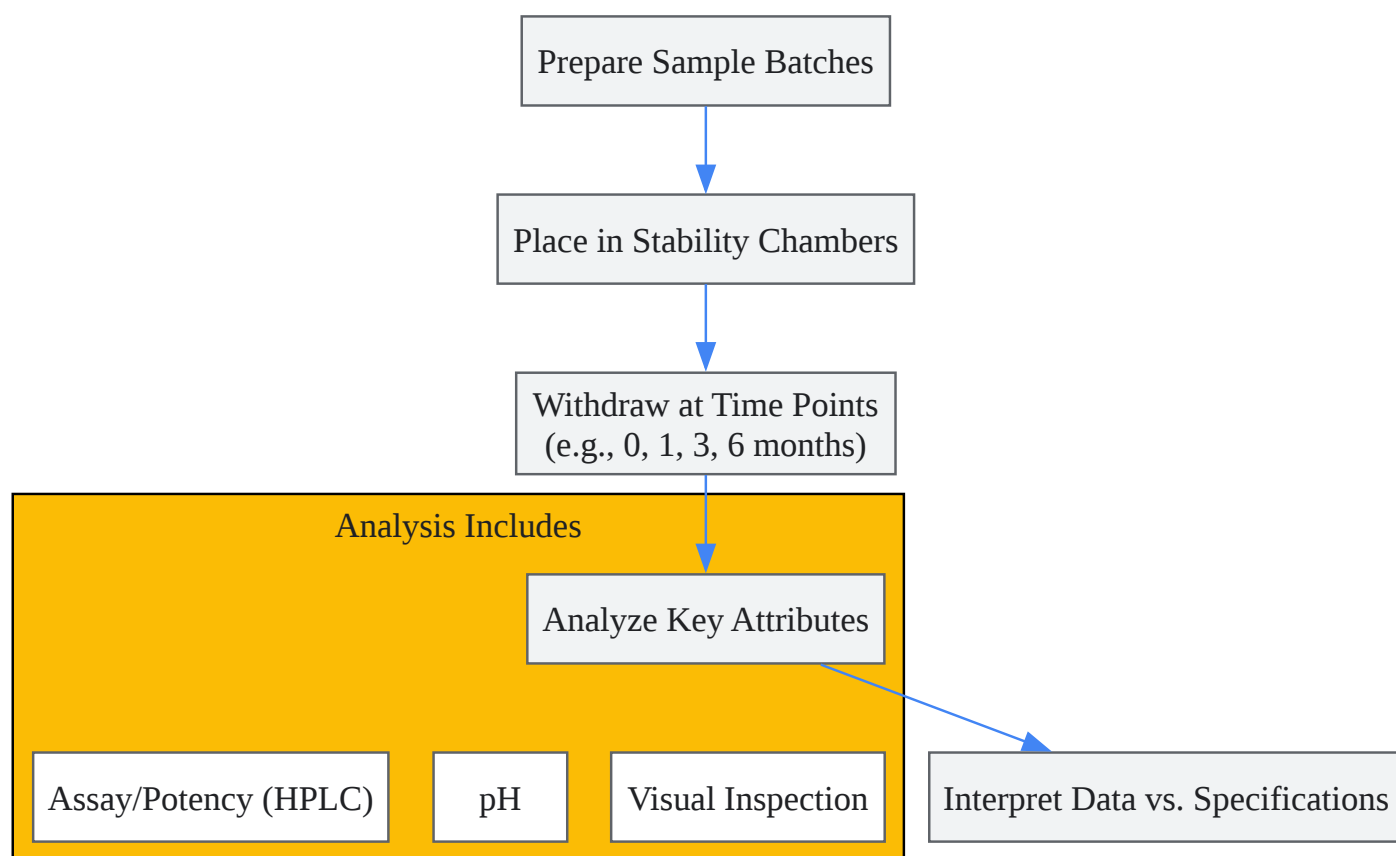 Prepare Sample Batches
Place in Stability Chambers
Withdraw at Time Points
(e.g., 0, 1, 3, 6 months)
Analysis Includes
Analyze Key Attributes
Assay/Potency (HPLC)
pH
Visual Inspection
Interpret Data vs. Specifications